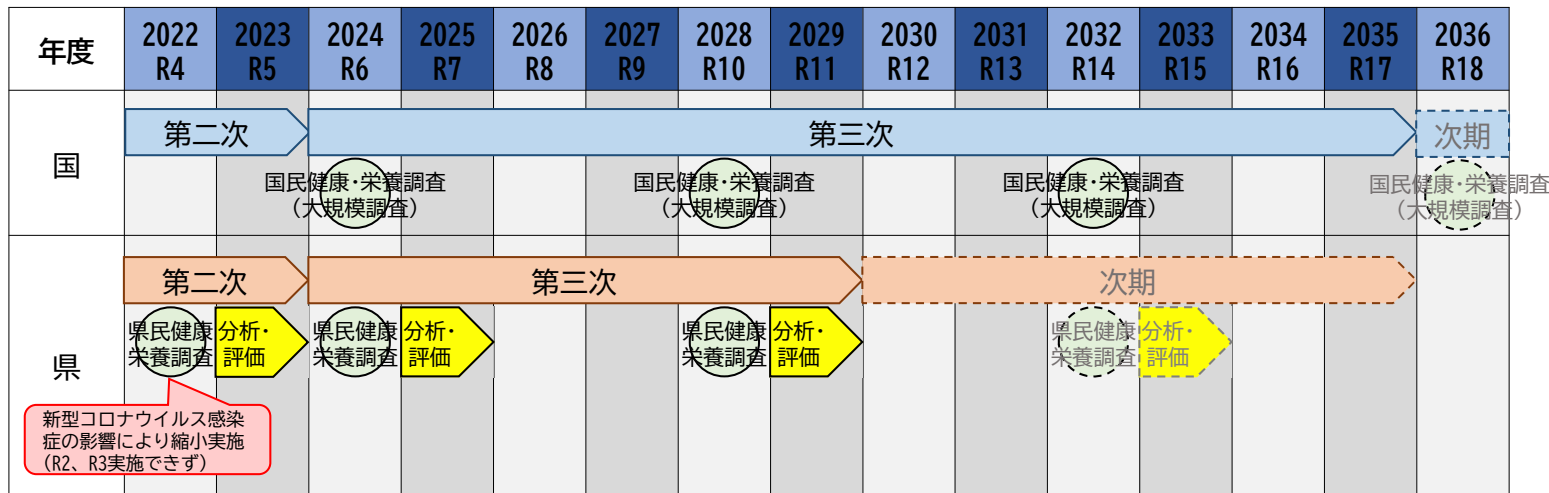 年度
2022
R4
2023
R5
2024
R6
2025
R7
2026
R8
2027
R9
2028
R10
2029
R11
2030
R12
2031
R13
2032
R14
2033
R15
2034
R16
2035
R17
2036
R18
国
第二次
第三次
次期
国民健康・栄養調査
（大規模調査）
国民健康・栄養調査
（大規模調査）
国民健康・栄養調査
（大規模調査）
国民健康・栄養調査
（大規模調査）
県
第二次
第三次
次期
県民健康
栄養調査
分析・
評価
県民健康
栄養調査
分析・
評価
県民健康
栄養調査
分析・
評価
県民健康
栄養調査
分析・
評価
新型コロナウイルス感染
症の影響により縮小実施
（R2、R3実施できず）